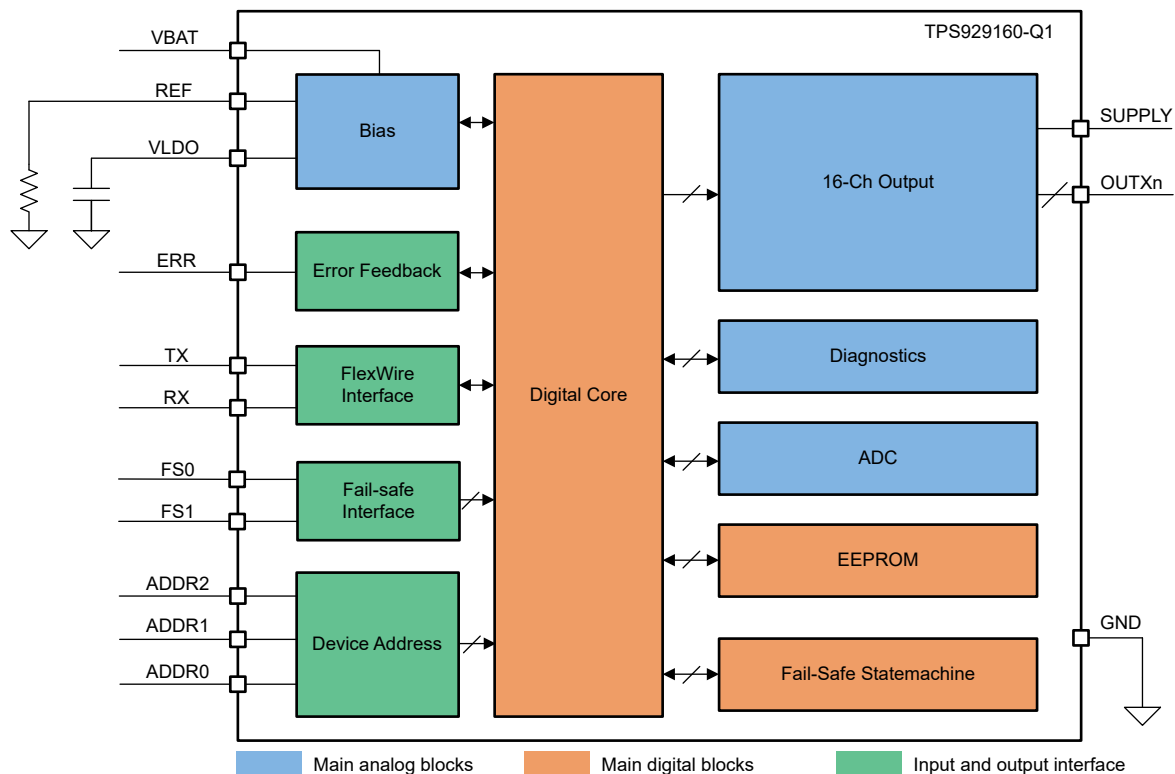 TPS929160-Q1
VBAT
REF
VLDO
Bias
ERR
Error Feedback
TX
RX
FlexWire
Interface
FS0
FS1
Fail-safe
Interface
ADDR2
ADDR1
ADDR0
Device Address
Digital Core
16-Ch Output
SUPPLY
OUTXn
Diagnostics
ADC
EEPROM
Fail-Safe Statemachine
GND
Main analog blocks
Main digital blocks
Input and output interface